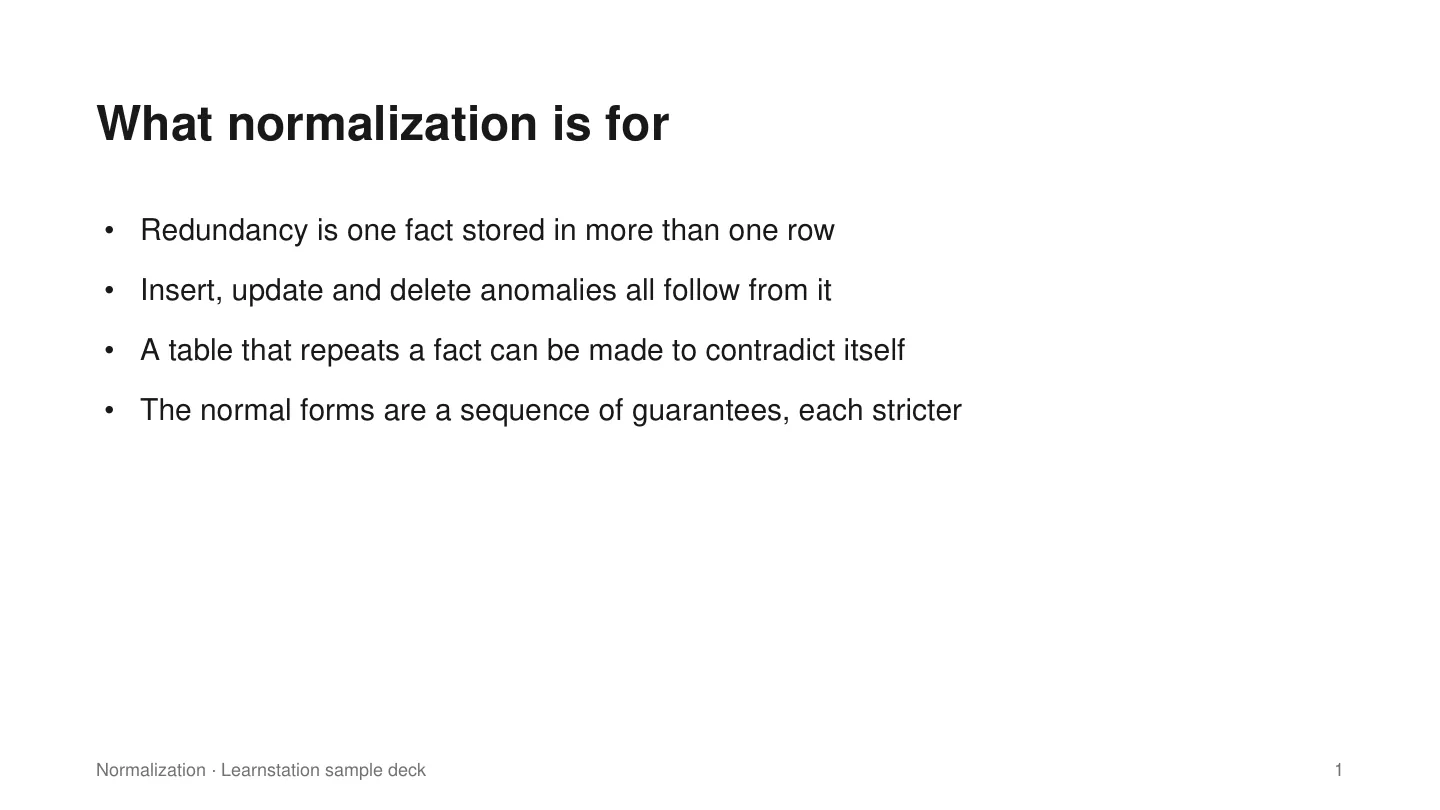 What normalization is for
• Redundancy is one fact stored in more than one row
• Insert, update and delete anomalies all follow from it
• A table that repeats a fact can be made to contradict itself
• The normal forms are a sequence of guarantees, each stricter
Normalization · Learnstation sample deck
1